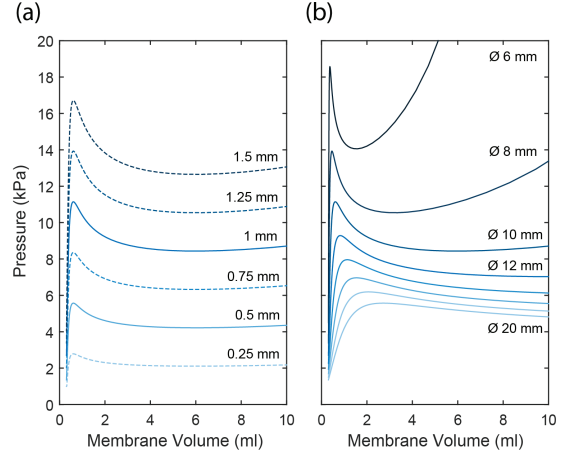 (a)
(b)
Pressure (kPa)
20
18
16
14
12
10
8
6
4
2
0
1.5 mm
1.25 mm
1 mm
0.75 mm
0.5 mm
0.25 mm
0 2 4 6 8 10
Membrane Volume (ml)
Ø 6 mm
Ø 8 mm
Ø 10 mm
Ø 12 mm
Ø 20 mm
0 2 4 6 8 10
Membrane Volume (ml)